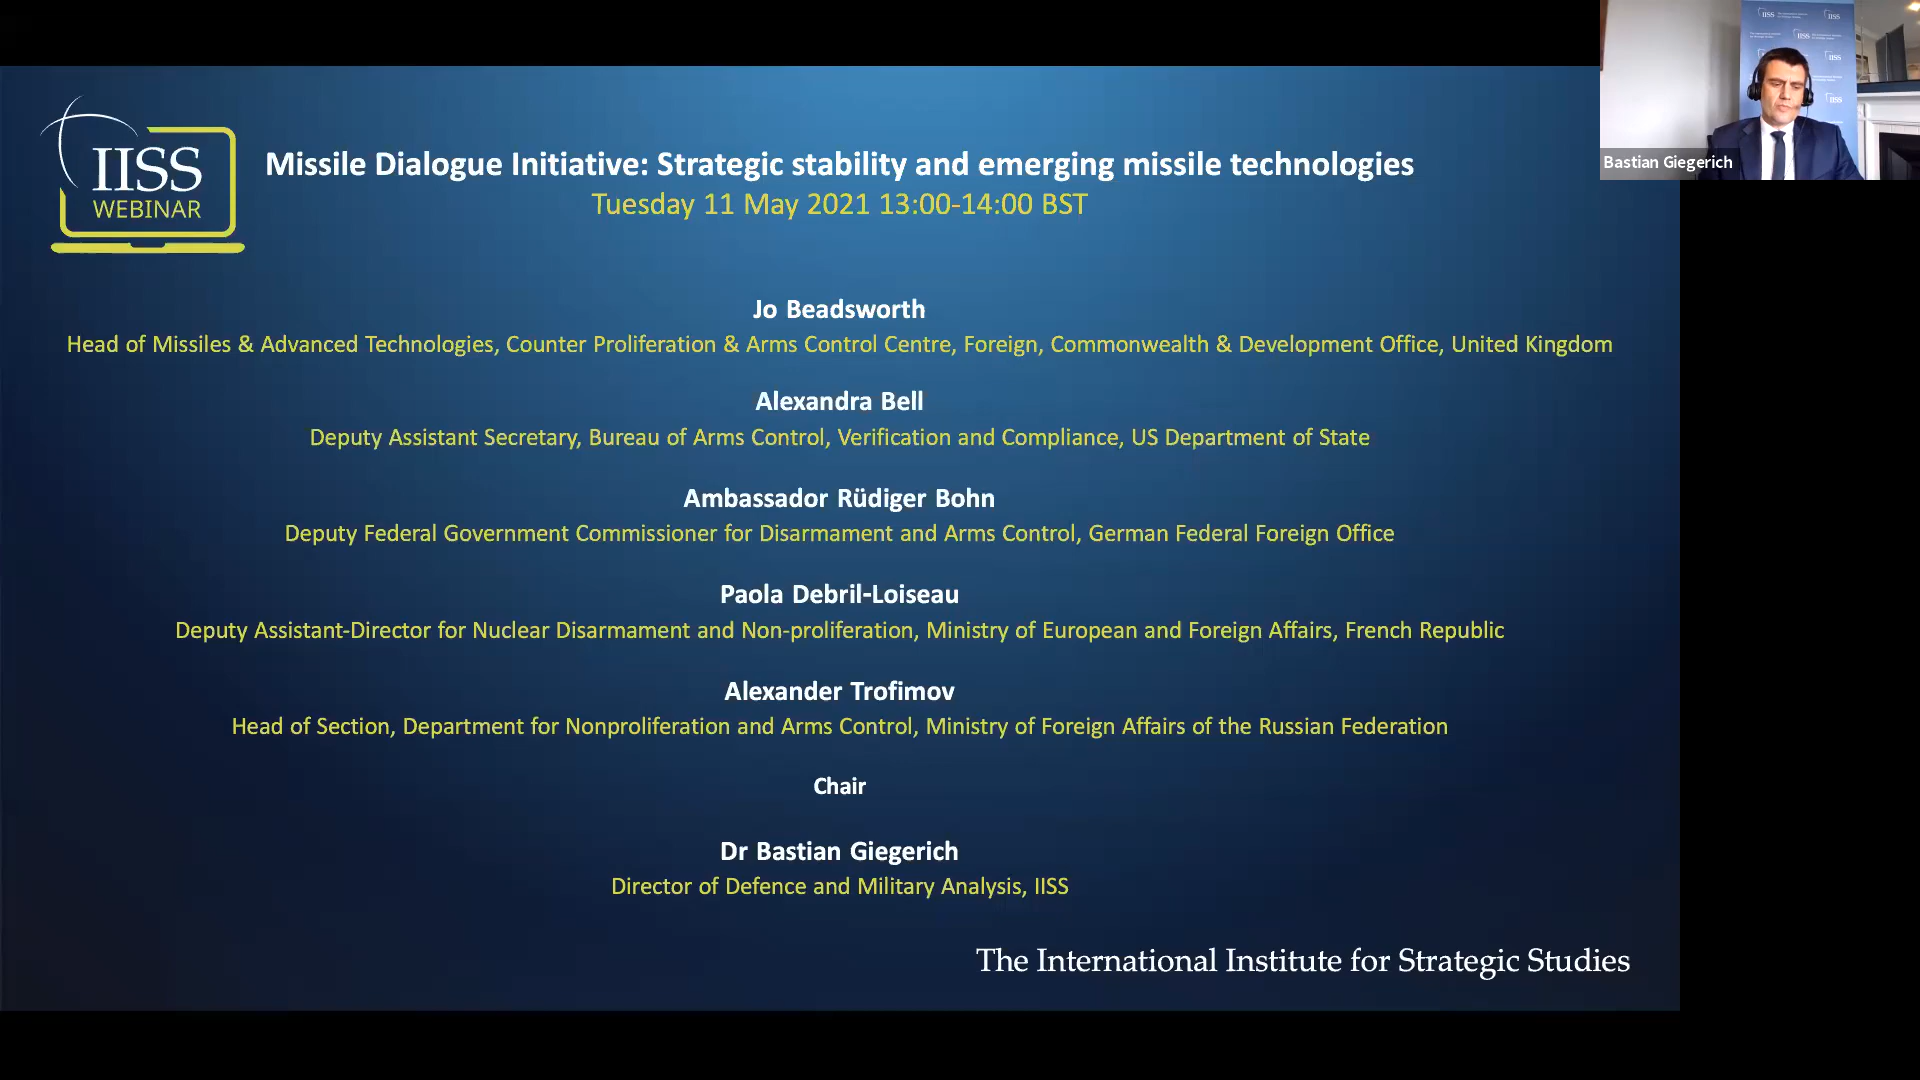 IISS
WEBINAR
Missile Dialogue Initiative: Strategic stability and emerging missile technologies
Tuesday 11 May 2021 13:00-14:00 BST
Jo Beadsworth
Head of Missiles & Advanced Technologies, Counter Proliferation & Arms Control Centre, Foreign, Commonwealth & Development Office, United Kingdom
Alexandra Bell
Deputy Assistant Secretary, Bureau of Arms Control, Verification and Compliance, US Department of State
Ambassador Rüdiger Bohn
Deputy Federal Government Commissioner for Disarmament and Arms Control, German Federal Foreign Office
Paola Debril-Loiseau
Deputy Assistant-Director for Nuclear Disarmament and Non-proliferation, Ministry of European and Foreign Affairs, French Republic
Alexander Trofimov
Head of Section, Department for Nonproliferation and Arms Control, Ministry of Foreign Affairs of the Russian Federation
Chair
Dr Bastian Giegerich
Director of Defence and Military Analysis, IISS
The International Institute for Strategic Studies
IISS
IISS
IISS
IISS
IISS
Bastian Giegerich